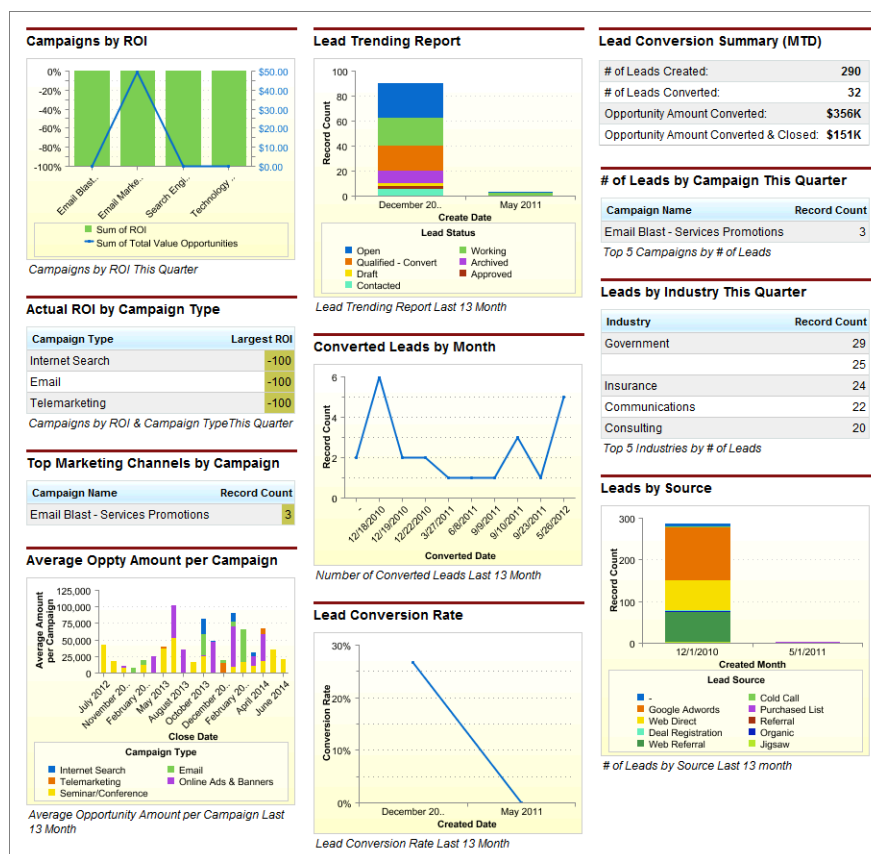 Campaigns by ROI
0%
-20%
-40%
-60%
-80%
-100%
$50.00
$40.00
$30.00
$20.00
$10.00
$0.00
Email Blast..
Email Marke..
Search Engi..
Technology ..
Sum of ROI
Sum of Total Value Opportunities
Campaigns by ROI This Quarter
Actual ROI by Campaign Type
Campaign Type Largest ROI
Internet Search -100
Email -100
Telemarketing -100
Campaigns by ROI & Campaign TypeThis Quarter
Top Marketing Channels by Campaign
Campaign Name Record Count
Email Blast - Services Promotions 3
Average Oppty Amount per Campaign
Average Amount
per Campaign
125,000
100,000
75,000
50,000
25,000
0
July 2012
November 20..
February 20..
May 2013
August 2013
October 2013
December 20..
February 20..
April 2014
June 2014
Close Date
Campaign Type
Internet Search Email
Telemarketing Online Ads & Banners
Seminar/Conference
Average Opportunity Amount per Campaign Last
13 Month
Lead Trending Report
Record Count
100
80
60
40
20
0
December 20.. May 2011
Create Date
Lead Status
Open Working
Qualified - Convert Archived
Draft Approved
Contacted
Lead Trending Report Last 13 Month
Converted Leads by Month
Record Count
6
4
2
0
-
12/18/2010
12/19/2010
12/22/2010
3/27/2011
6/8/2011
9/9/2011
9/10/2011
9/23/2011
5/26/2012
Converted Date
Number of Converted Leads Last 13 Month
Lead Conversion Rate
Conversion Rate
30%
20%
10%
0%
December 20.. May 2011
Created Date
Lead Conversion Rate Last 13 Month
Lead Conversion Summary (MTD)
# of Leads Created: 290
# of Leads Converted: 32
Opportunity Amount Converted: $356K
Opportunity Amount Converted & Closed: $151K
# of Leads by Campaign This Quarter
Campaign Name Record Count
Email Blast - Services Promotions 3
Top 5 Campaigns by # of Leads
Leads by Industry This Quarter
Industry Record Count
Government 29
25
Insurance 24
Communications 22
Consulting 20
Top 5 Industries by # of Leads
Leads by Source
Record Count
300
200
100
0
12/1/2010 5/1/2011
Created Month
Lead Source
- Cold Call
Google Adwords Purchased List
Web Direct Referral
Deal Registration Organic
Web Referral Jigsaw
# of Leads by Source Last 13 month